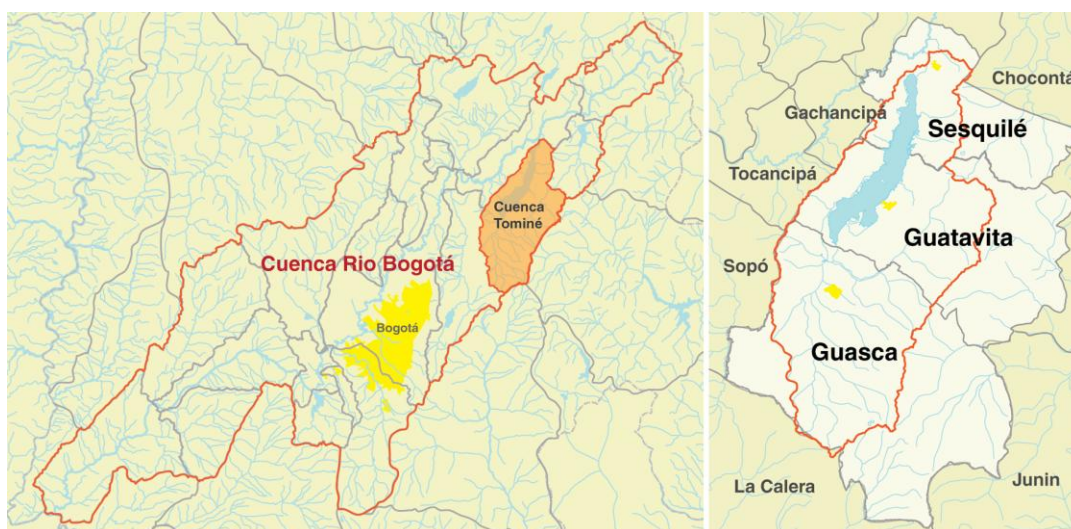 Cuenca
Tominé
Cuenca Rio Bogotá
Bogotá
Chocontá
Gachancipá
Sesquilé
Tocancipá
Guatavita
Sopó
Guasca
La Calera
Junin